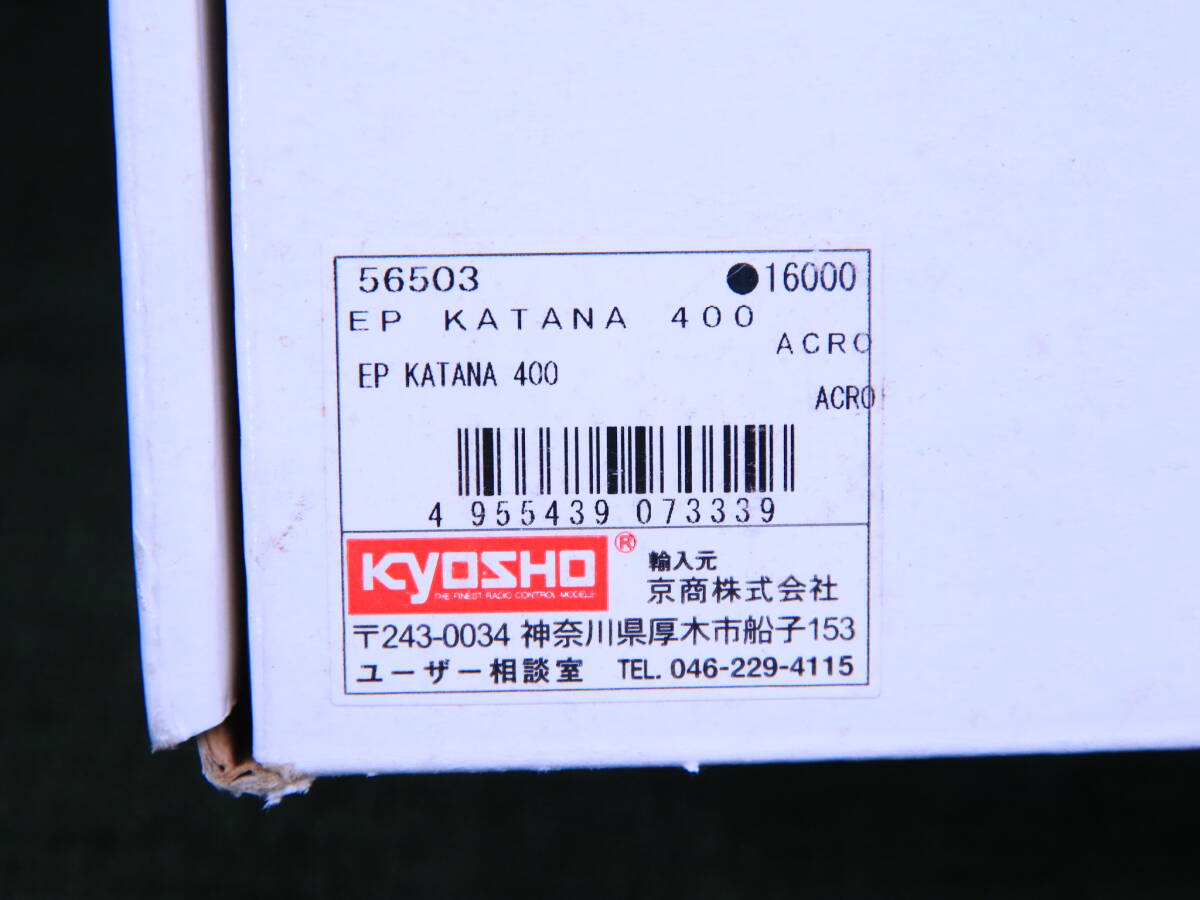 56503 ●16000
EP KATANA 400
ACRO
EP KATANA 400
ACRO
4 955439 073339
KYOSHO ®
THE FINEST RADIO CONTROL MODELS
輸入元
京商株式会社
〒243-0034 神奈川県厚木市船子153
ユーザー相談室 TEL. 046-229-4115